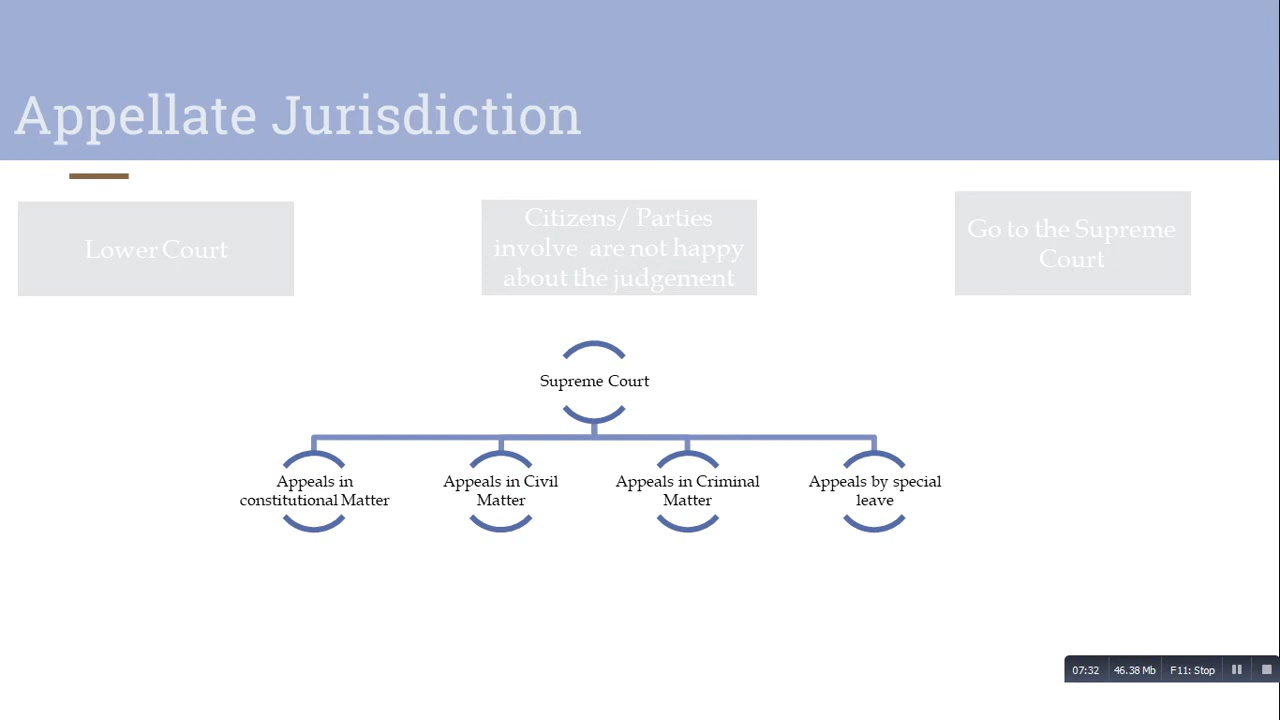 Appellate Jurisdiction
Lower Court
Citizens/ Parties
involve are not happy
about the judgement
Go to the Supreme
Court
Supreme Court
Appeals in
constitutional Matter
Appeals in Civil
Matter
Appeals in Criminal
Matter
Appeals by special
leave
07:32 46.38 Mb F11: Stop